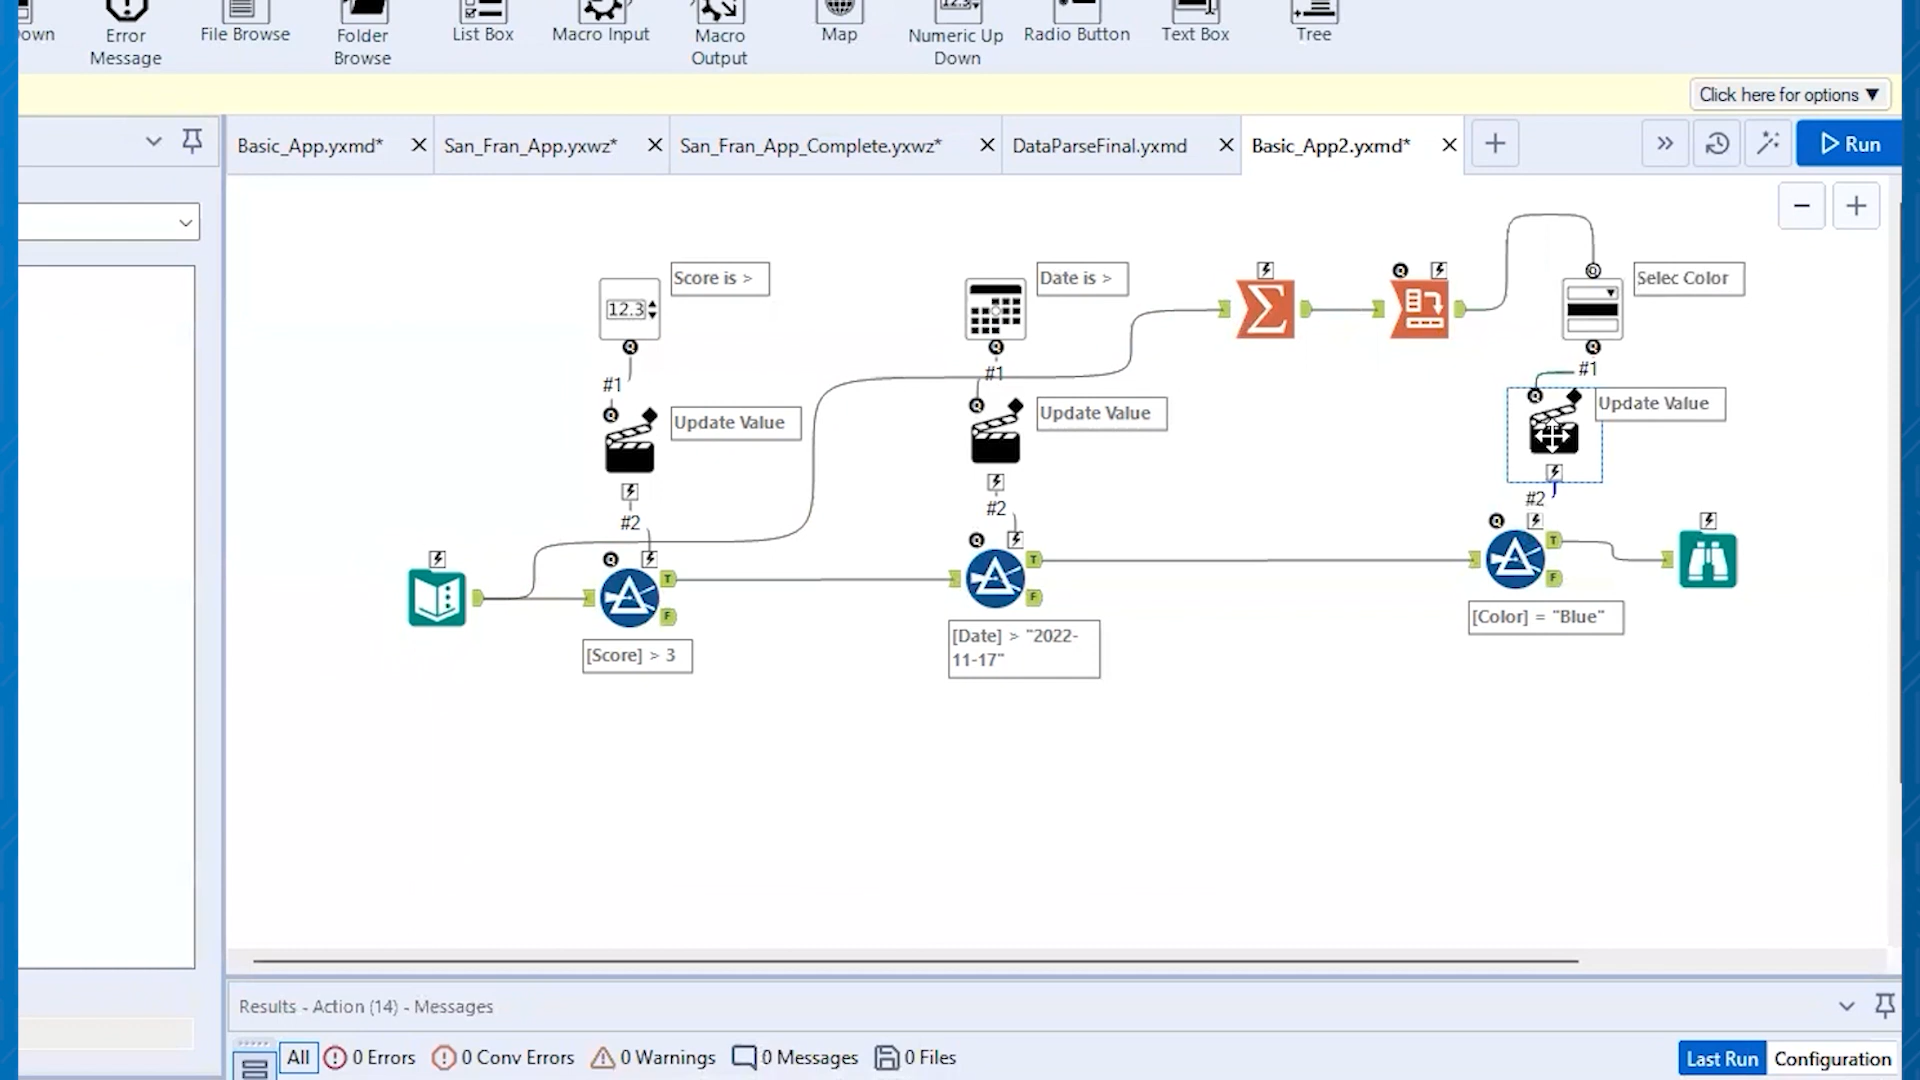 own
Error
Message
File Browse
Folder
Browse
List Box
Macro Input
Macro
Output
Map
12.3
Numeric Up
Down
Radio Button
Text Box
Tree
Click here for options ▼
Basic_App.yxmd*
San_Fran_App.yxwz*
San_Fran_App_Complete.yxwz*
DataParseFinal.yxmd
Basic_App2.yxmd*
Run
12.3
Score is >
Date is >
Selec Color
Q
Q
#1
#1
#1
Update Value
Update Value
Update Value
#2
#2
#2
T
F
T
F
T
F
[Score] > 3
[Date] > "2022-
11-17"
[Color] = "Blue"
Results - Action (14) - Messages
All
0 Errors
0 Conv Errors
0 Warnings
0 Messages
0 Files
Last Run
Configuration